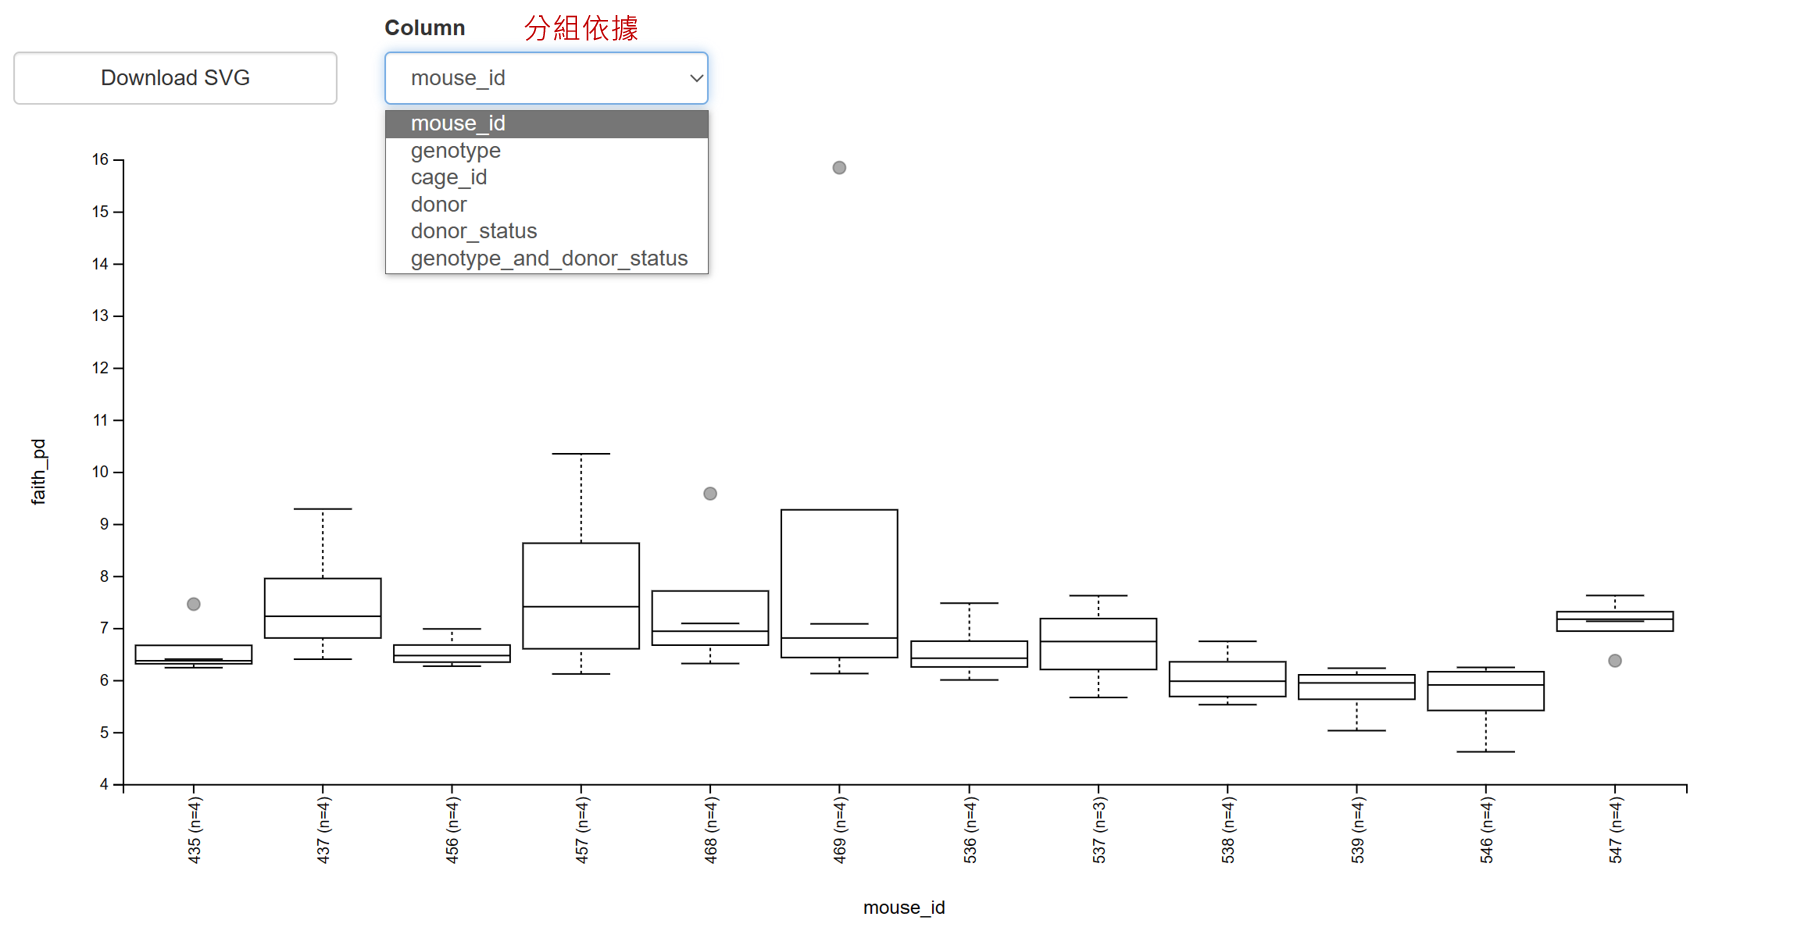 Column 分組依據
Download SVG
mouse_id
mouse_id
genotype
cage_id
donor
donor_status
genotype_and_donor_status
16
15
14
13
12
11
10
9
8
7
6
5
4
faith_pd
435 (n=4)
437 (n=4)
456 (n=4)
457 (n=4)
468 (n=4)
469 (n=4)
536 (n=4)
537 (n=3)
538 (n=4)
539 (n=4)
546 (n=4)
547 (n=4)
mouse_id